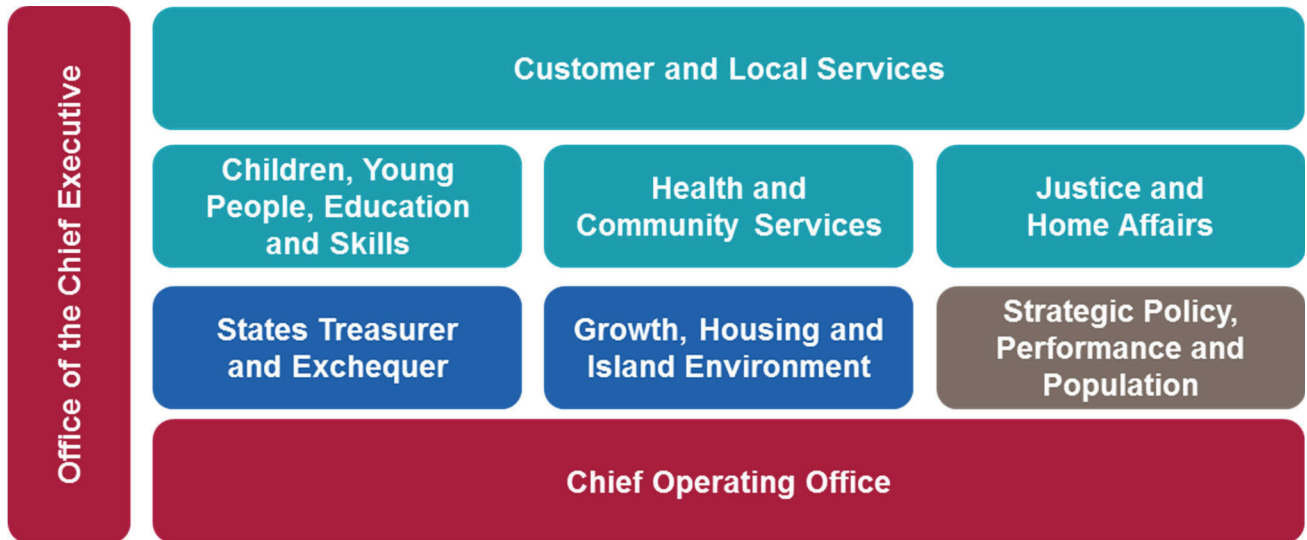 Office of the Chief Executive
Customer and Local Services
Children, Young
People, Education
and Skills
Health and
Community Services
Justice and
Home Affairs
States Treasurer
and Exchequer
Growth, Housing and
Island Environment
Strategic Policy,
Performance and
Population
Chief Operating Office